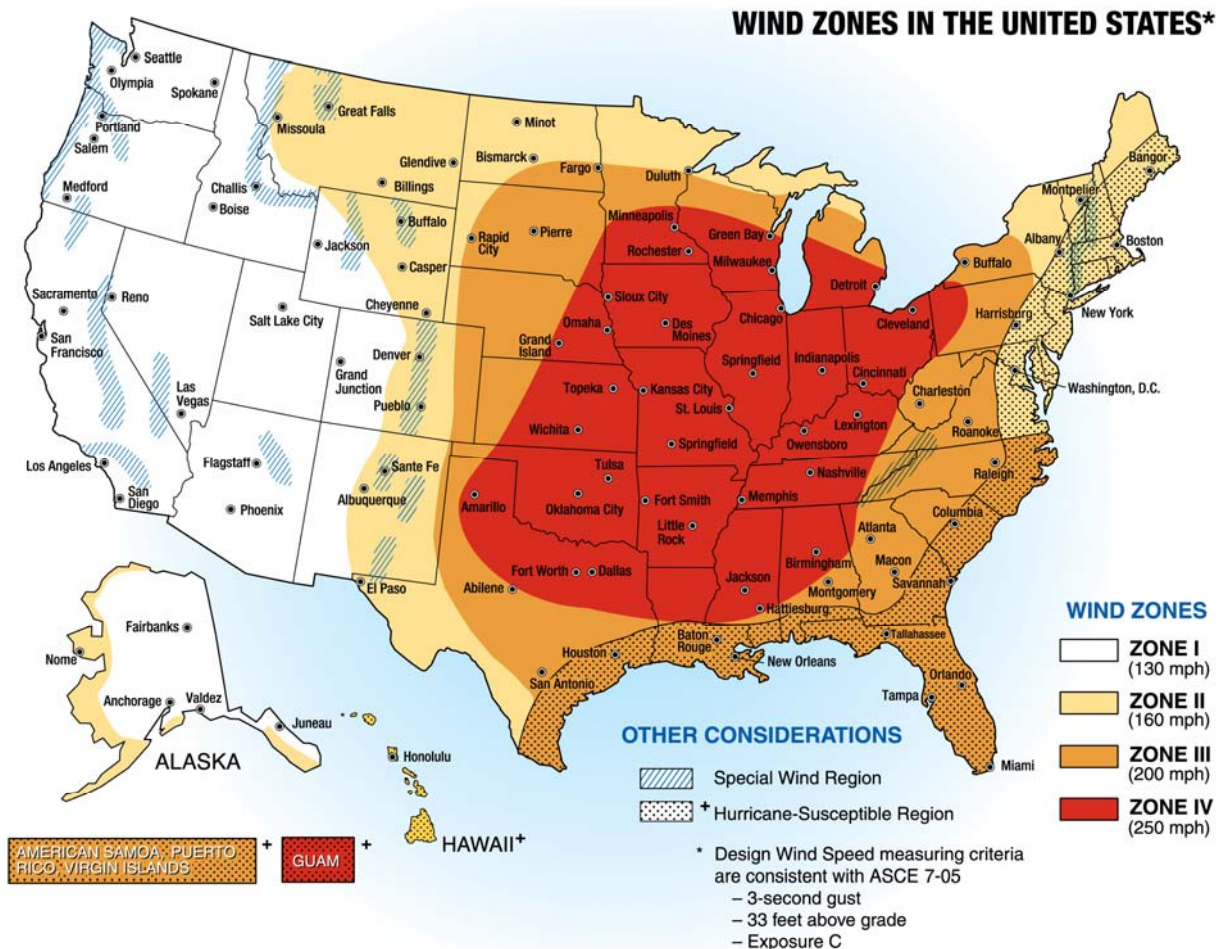 WIND ZONES IN THE UNITED STATES*
Seattle
Olympia
Spokane
Portland
Salem
Medford
Great Falls
Missoula
Minot
Bismarck
Glendive
Fargo
Duluth
Billings
Challis
Boise
Jackson
Buffalo
Casper
Cheyenne
Rapid
City
Pierre
Minneapolis
Rochester
Green Bay
Milwaukee
Bangor
Montpelier
Albany
Boston
Buffalo
Detroit
New York
Sacramento
San
Francisco
Reno
Salt Lake City
Grand
Junction
Denver
Pueblo
Sioux City
Omaha
Grand
Island
Des
Moines
Chicago
Cleveland
Harrisburg
Washington, D.C.
Las
Vegas
Springfield
Indianapolis
Cincinnati
Charleston
Topeka
Kansas City
St. Louis
Lexington
Roanoke
Owensboro
Wichita
Springfield
Los Angeles
San
Diego
Flagstaff
Phoenix
Sante Fe
Albuquerque
Amarillo
Tulsa
Oklahoma City
Fort Smith
Little
Rock
Memphis
Nashville
Raleigh
Columbia
Atlanta
Macon
Savannah
Birmingham
Montgomery
El Paso
Abilene
Fort Worth
Dallas
Jackson
Hattiesburg
Houston
San Antonio
Baton
Rouge
New Orleans
Tallahassee
Orlando
Tampa
Miami
Fairbanks
Nome
Anchorage
Valdez
Juneau
ALASKA
Honolulu
HAWAII+
AMERICAN SAMOA, PUERTO
RICO, VIRGIN ISLANDS
+
GUAM
+
OTHER CONSIDERATIONS
Special Wind Region
+ Hurricane-Susceptible Region
* Design Wind Speed measuring criteria
are consistent with ASCE 7-05
– 3-second gust
– 33 feet above grade
– Exposure C
WIND ZONES
ZONE I
(130 mph)
ZONE II
(160 mph)
ZONE III
(200 mph)
ZONE IV
(250 mph)